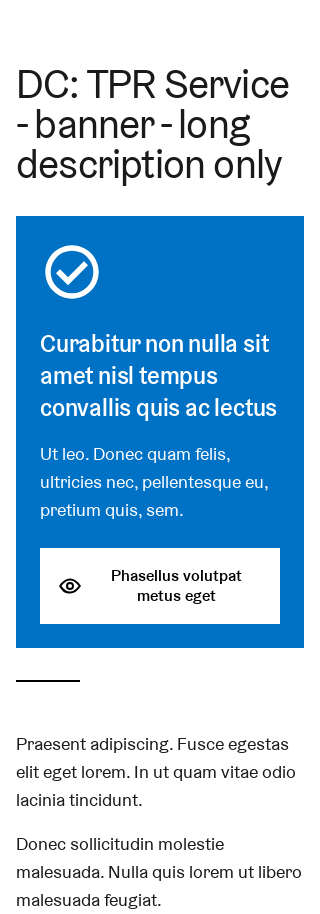 DC: TPR Service
- banner - long
description only
Curabitur non nulla sit
amet nisl tempus
convallis quis ac lectus
Ut leo. Donec quam felis,
ultricies nec, pellentesque eu,
pretium quis, sem.
Phasellus volutpat
metus eget
Praesent adipiscing. Fusce egestas
elit eget lorem. In ut quam vitae odio
lacinia tincidunt.
Donec sollicitudin molestie
malesuada. Nulla quis lorem ut libero
malesuada feugiat.